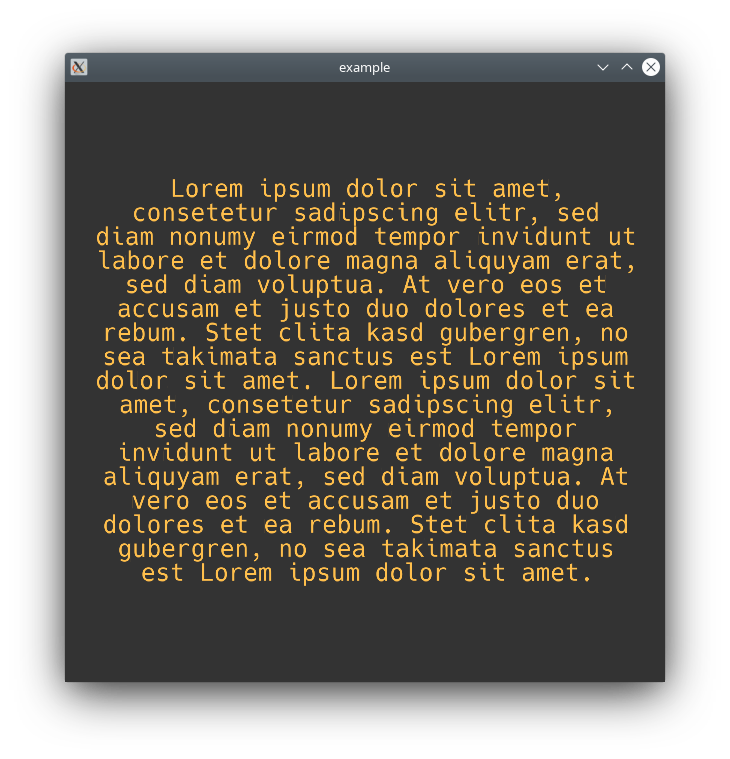 example
Lorem ipsum dolor sit amet,
consetetur sadipscing elitr, sed
diam nonumy eirmod tempor invidunt ut
labore et dolore magna aliquyam erat,
sed diam voluptua. At vero eos et
accusam et justo duo dolores et ea
rebum. Stet clita kasd gubergren, no
sea takimata sanctus est Lorem ipsum
dolor sit amet. Lorem ipsum dolor sit
amet, consetetur sadipscing elitr,
sed diam nonumy eirmod tempor
invidunt ut labore et dolore magna
aliquyam erat, sed diam voluptua. At
vero eos et accusam et justo duo
dolores et ea rebum. Stet clita kasd
gubergren, no sea takimata sanctus
est Lorem ipsum dolor sit amet.